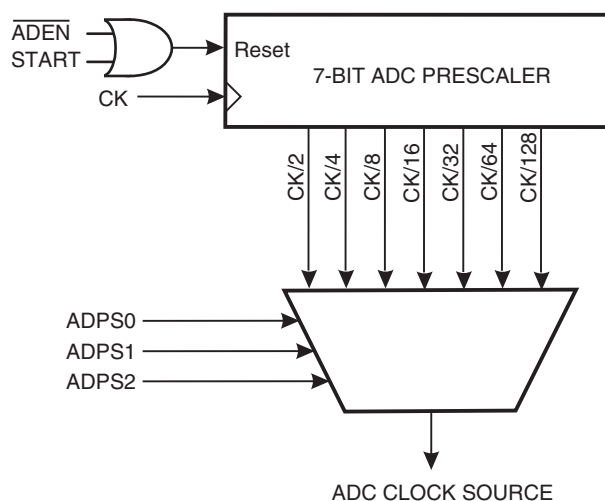 ADEN
START
Reset
7-BIT ADC PRESCALER
CK
CK/2
CK/4
CK/8
CK/16
CK/32
CK/64
CK/128
ADPS0
ADPS1
ADPS2
ADC CLOCK SOURCE